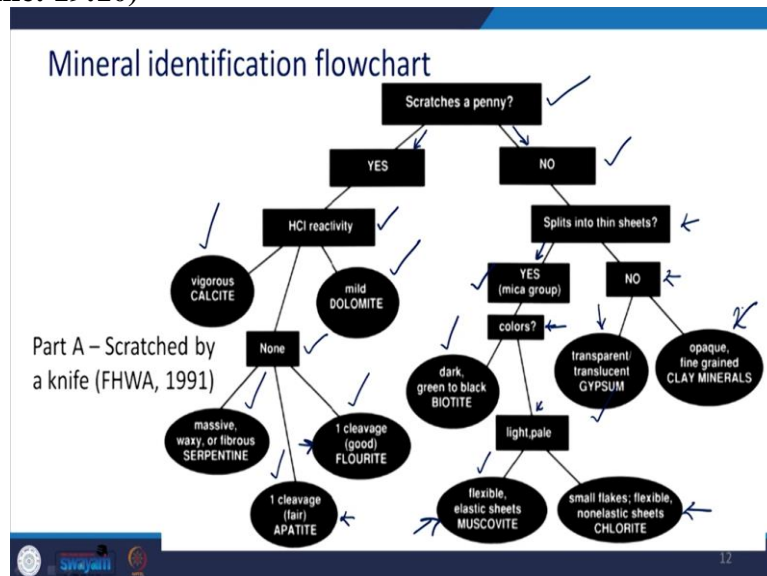 Mineral identification flowchart
Scratches a penny?
YES
NO
HCI reactivity
Splits into thin sheets?
vigorous
CALCITE
mild
DOLOMITE
YES
(mica group)
NO
colors?
Part A – Scratched by
a knife (FHWA, 1991)
None
dark,
green to black
BIOTITE
transparent/
translucent
GYPSUM
opaque,
fine grained
CLAY MINERALS
massive,
waxy, or fibrous
SERPENTINE
1 cleavage
(good)
FLOURITE
light,pale
1 cleavage
(fair)
APATITE
flexible,
elastic sheets
MUSCOVITE
small flakes; flexible,
nonelastic sheets
CHLORITE
swayam
12